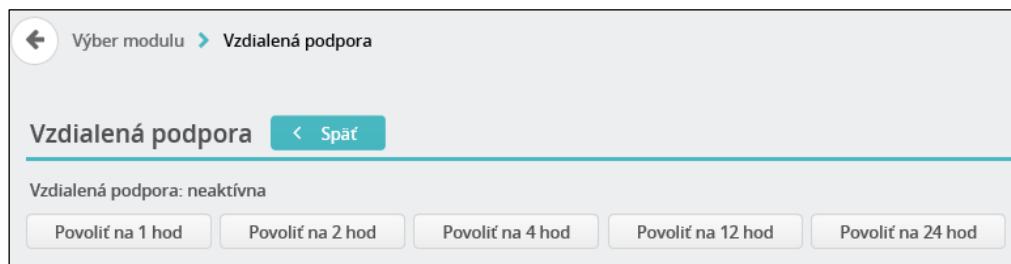 Výber modulu > Vzdialená podpora
Vzdialená podpora < Späť
Vzdialená podpora: neaktívna
Povoliť na 1 hod Povoliť na 2 hod Povoliť na 4 hod Povoliť na 12 hod Povoliť na 24 hod